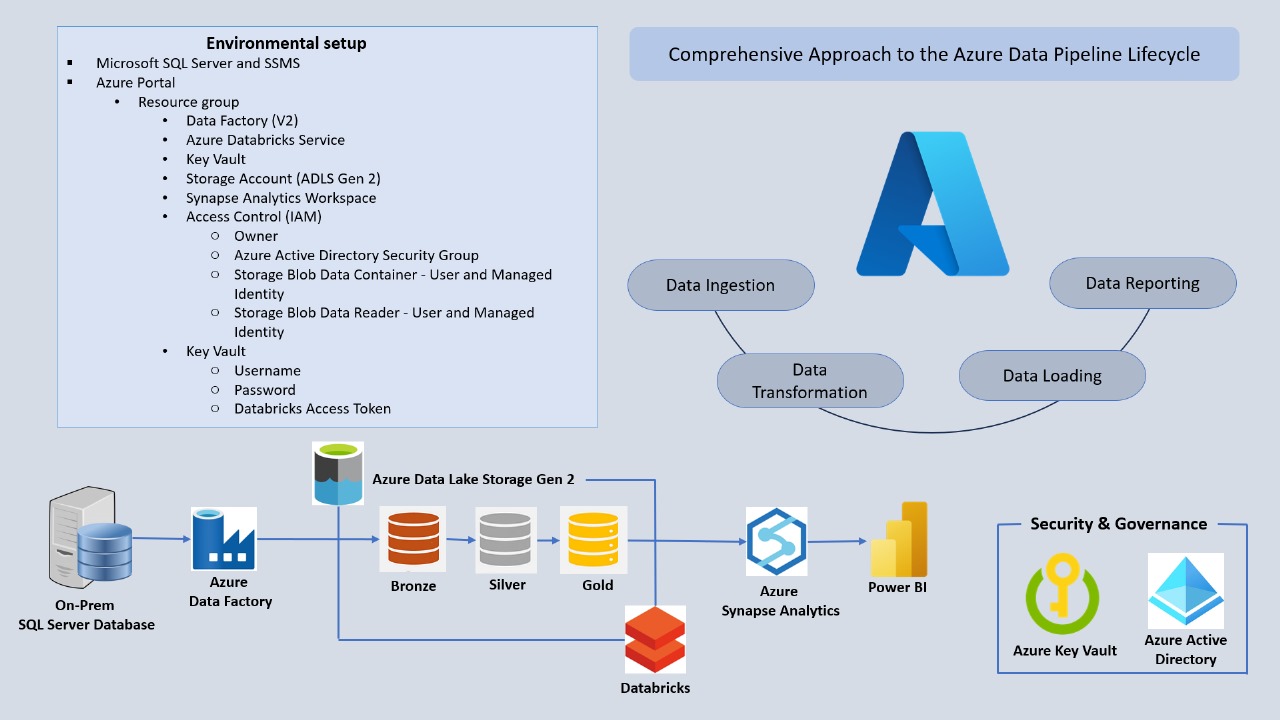 Environmental setup
Microsoft SQL Server and SSMS
Azure Portal
Resource group
Data Factory (V2)
Azure Databricks Service
Key Vault
Storage Account (ADLS Gen 2)
Synapse Analytics Workspace
Access Control (IAM)
Owner
Azure Active Directory Security Group
Storage Blob Data Container - User and Managed
Identity
Storage Blob Data Reader - User and Managed
Identity
Key Vault
Username
Password
Databricks Access Token
Comprehensive Approach to the Azure Data Pipeline Lifecycle
Data Ingestion
Data
Transformation
Data Loading
Data Reporting
On-Prem
SQL Server Database
Azure
Data Factory
Azure Data Lake Storage Gen 2
Bronze
Silver
Gold
Databricks
Azure
Synapse Analytics
Power BI
Security & Governance
Azure Key Vault
Azure Active
Directory